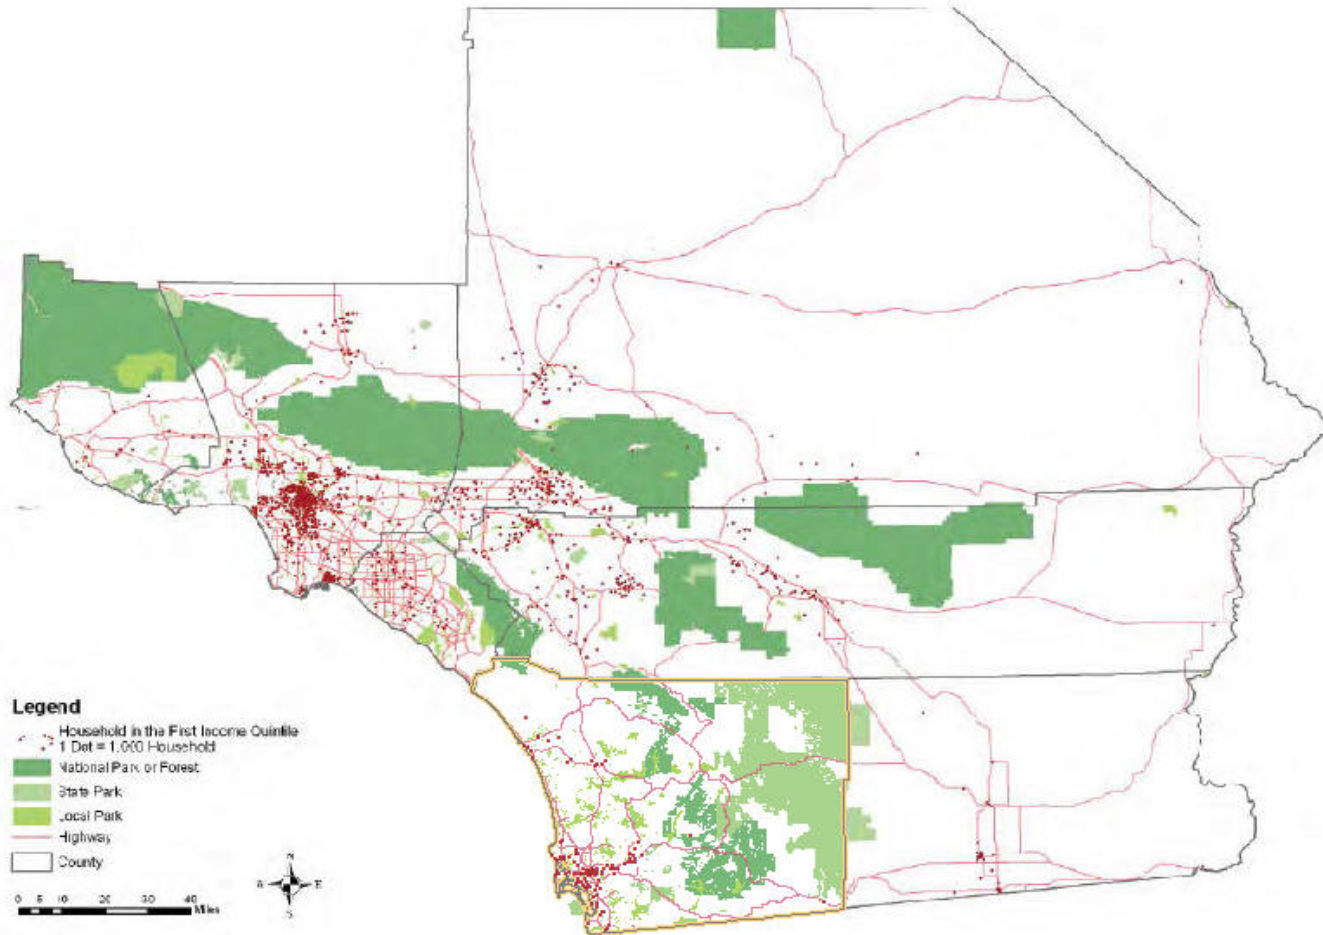 Legend
Household in the First Income Quintile
1 Dot = 1,000 Household
National Park or Forest
State Park
Local Park
Highway
County
N
E
S
0 5 10 20 30 40
Miles